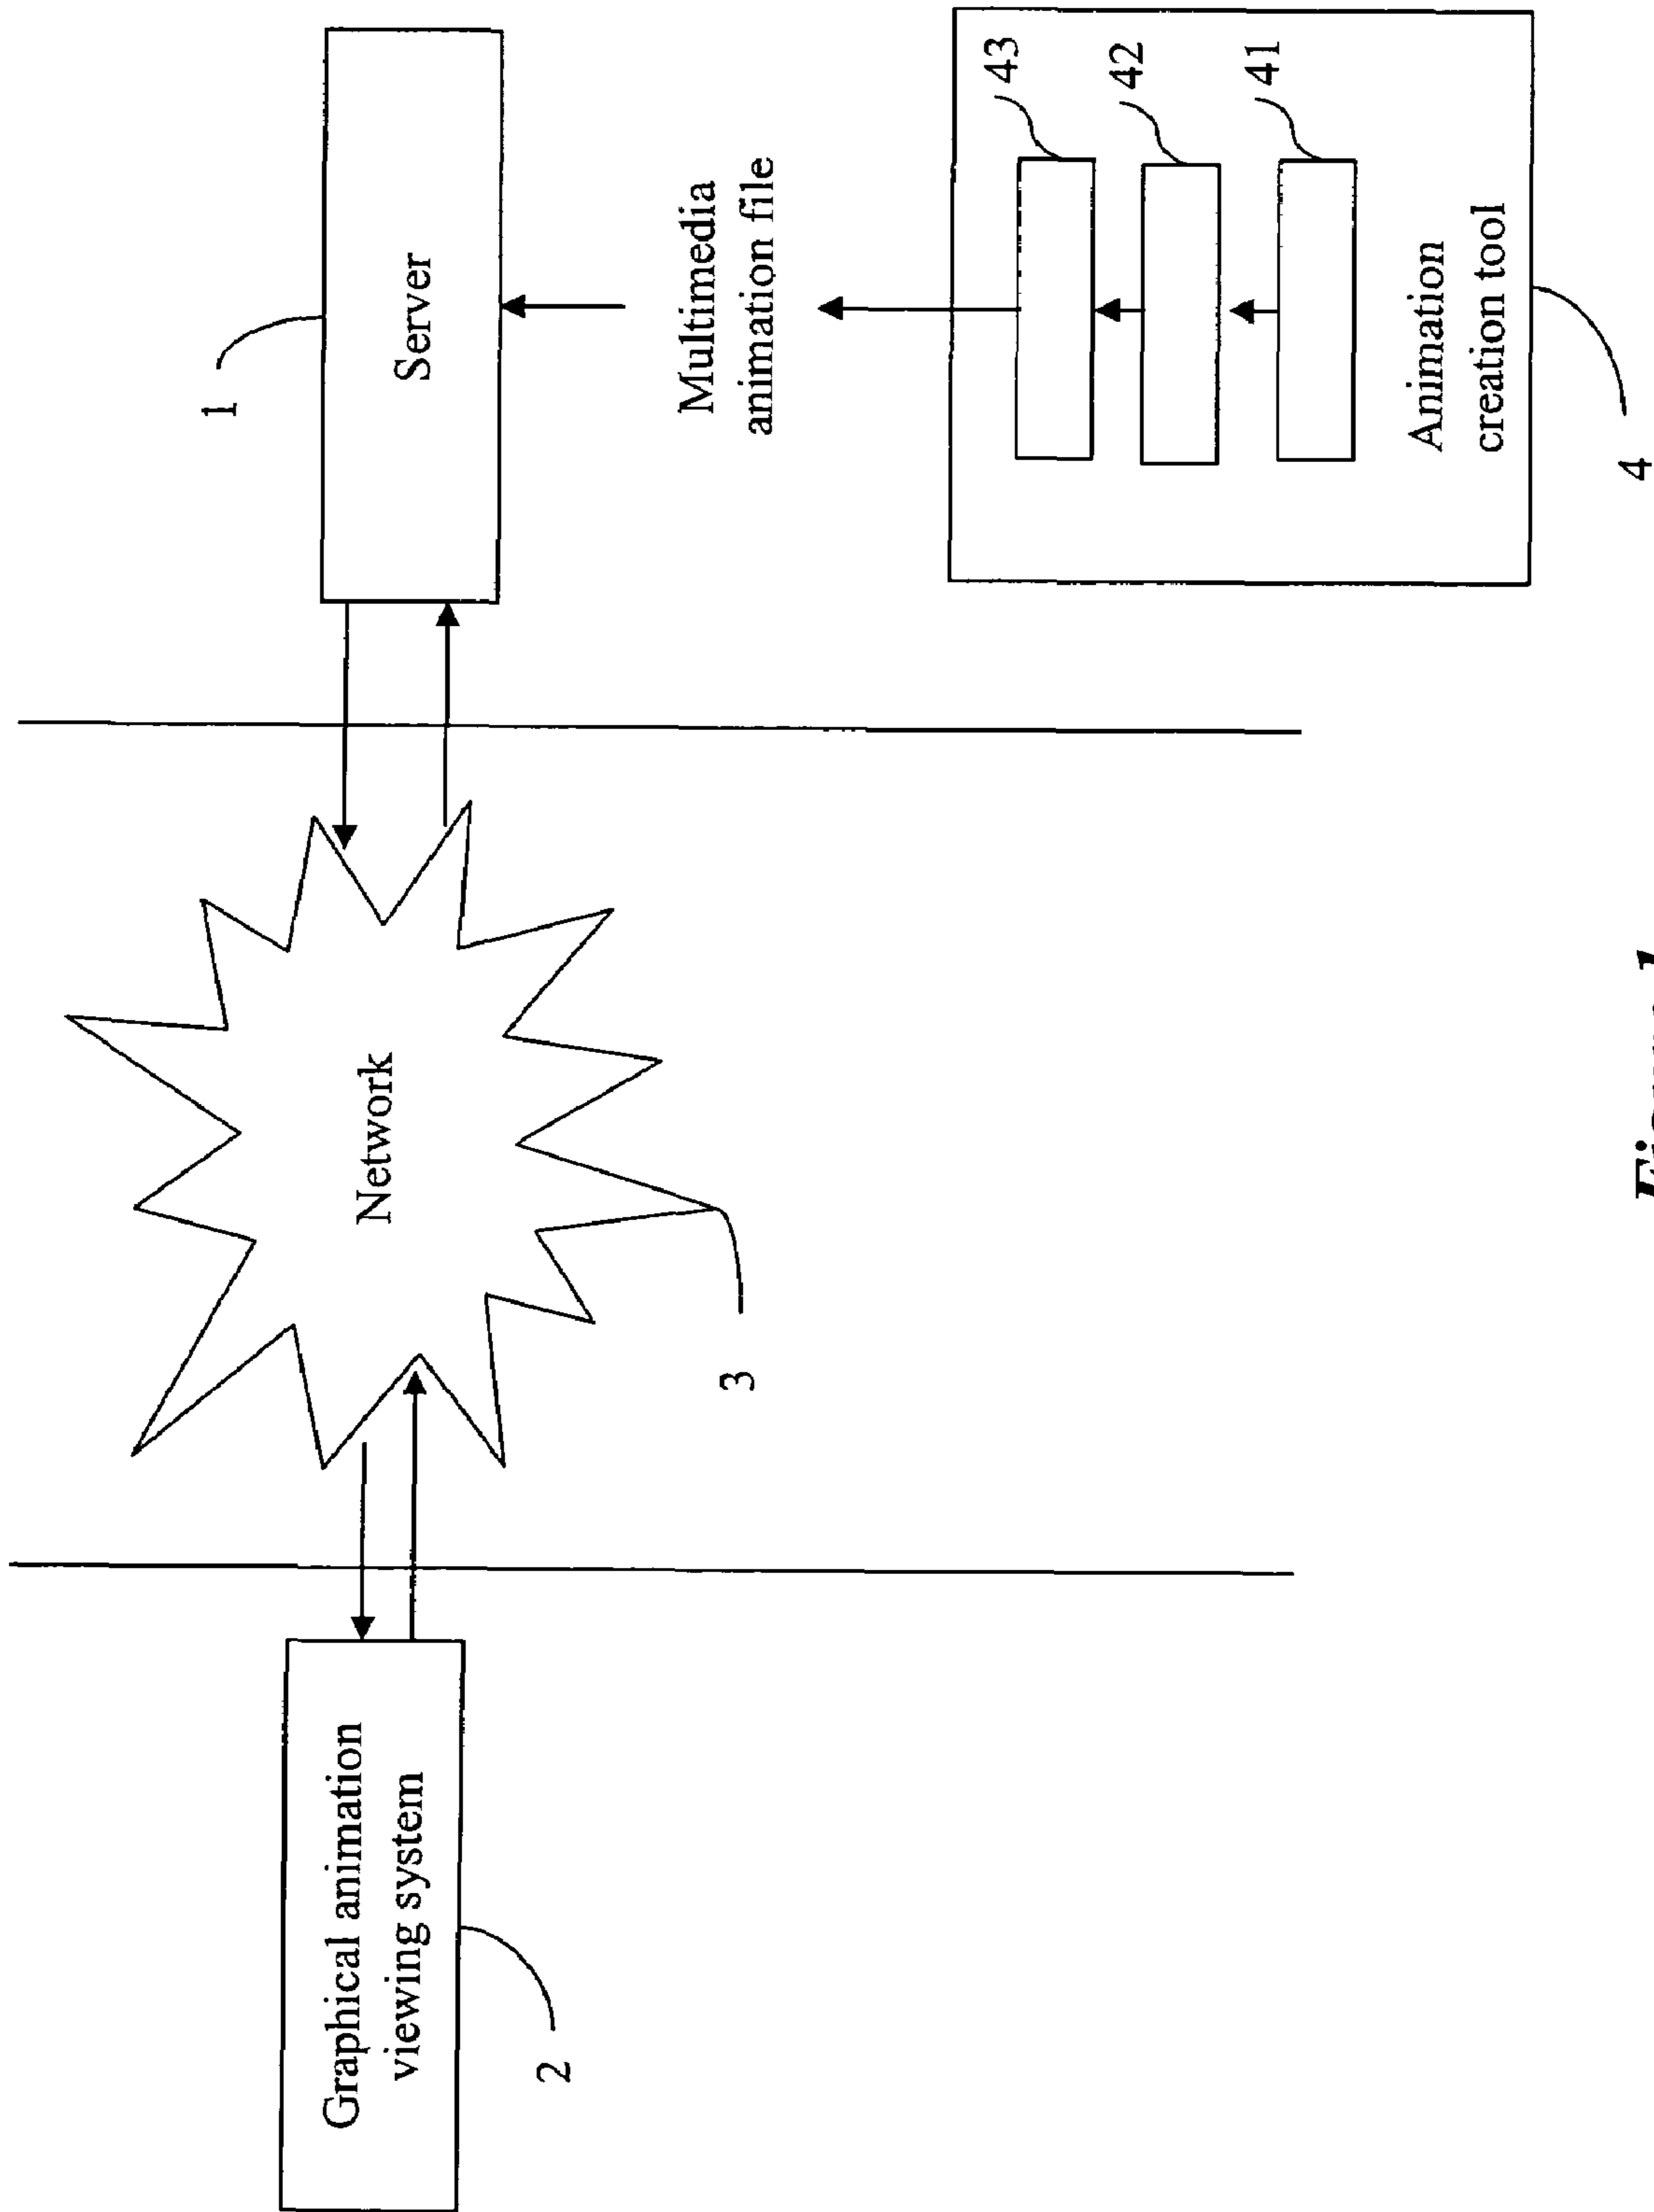 Graphical animation
viewing system
2
Network
3
1
Server
Multimedia
animation file
43
42
41
Animation
creation tool
4
Figure 1